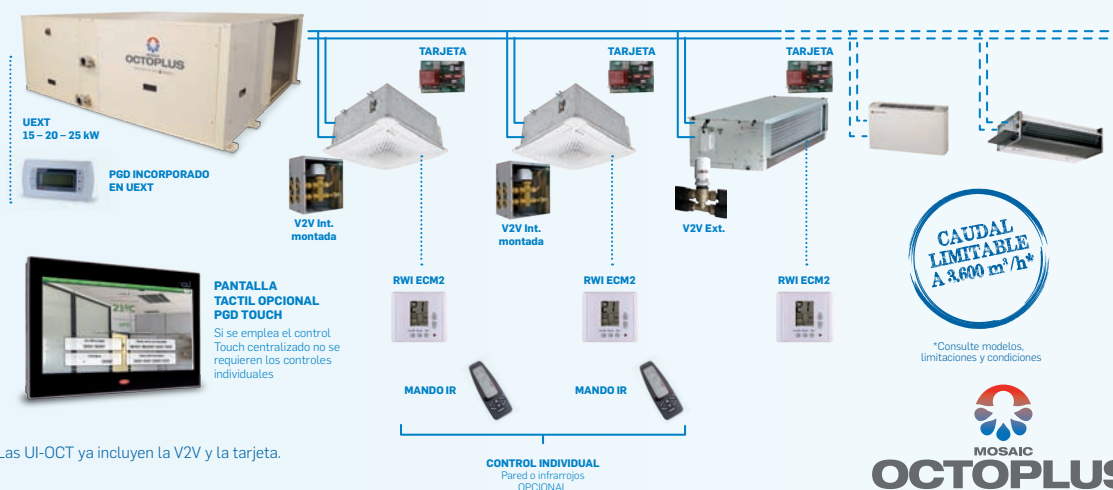 MOSAIC
OCTOPLUS
UEXT
15 – 20 – 25 kW
PGD INCORPORADO
EN UEXT
TARJETA
TARJETA
TARJETA
V2V Int.
montada
V2V Int.
montada
V2V Ext.
RWI ECM2
RWI ECM2
RWI ECM2
MANDO IR
MANDO IR
CONTROL INDIVIDUAL
Pared o infrarrojos
OPCIONAL
PANTALLA
TACTIL OPCIONAL
PGD TOUCH
Si se emplea el control
Touch centralizado no se
requieren los controles
individuales
21ºC
Las UI-OCT ya incluyen la V2V y la tarjeta.
CAUDAL
LIMITABLE
A 3.600 m³/h*
*Consulte modelos,
limitaciones y condiciones
MOSAIC
OCTOPLUS